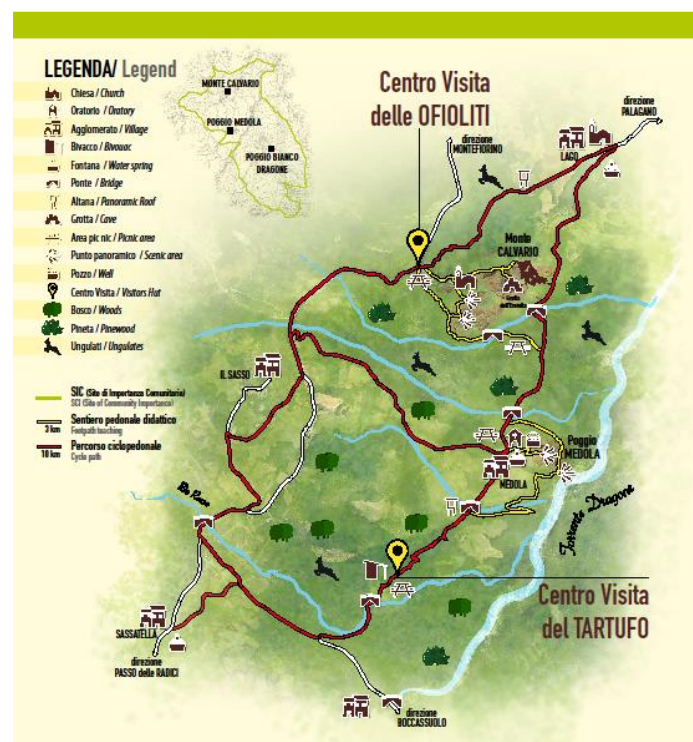 LEGENDA/ Legend
Chiesa / Church
Oratorio / Oratory
Agglomerato / Village
Bivacco / Bivouac
Fontana / Water spring
Ponte / Bridge
Altana / Panoramic Roof
Grotta / Cave
Area pic nic / Picnic area
Punto panoramico / Scenic area
Pozzo / Well
Centro Visita / Visitors Hut
Bosco / Woods
Pineta / Pinewood
Ungulati / Ungulates
SIC (Sito di Importanza Comunitaria)
SCI (Site of Community Importance)
Sentiero pedonale didattico
3 km Footpath teaching
Percorso ciclopedonale
10 km Cycle path
MONTE CALVARIO
POGGIO MEDOLA
POGGIO BIANCO
DRAGONE
Centro Visita
delle OFIOLITI
direzione
MONTEFIORINO
direzione
PALAGANO
LAGO
Monte
CALVARIO
IL SASSO
Poggio
MEDOLA
MEDOLA
Torrente Dragone
Centro Visita
del TARTUFO
SASSATELLA
direzione
PASSO delle RADICI
direzione
BOCCASSUOLO